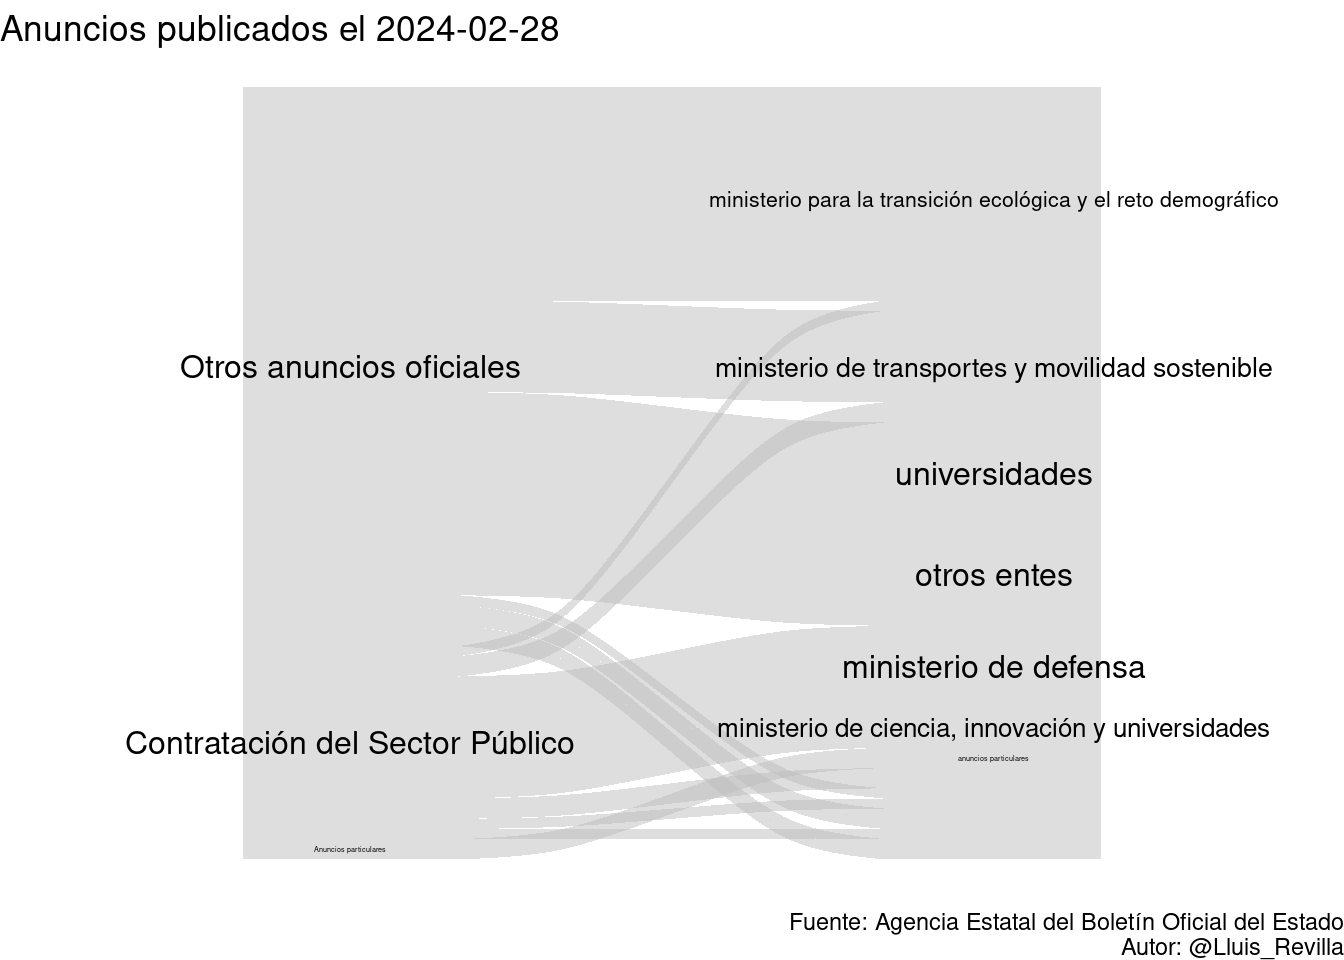 Anuncios publicados el 2024-02-28
ministerio para la transición ecológica y el reto demográfico
Otros anuncios oficiales
ministerio de transportes y movilidad sostenible
universidades
otros entes
ministerio de defensa
ministerio de ciencia, innovación y universidades
Contratación del Sector Público
anuncios particulares
Anuncios particulares
Fuente: Agencia Estatal del Boletín Oficial del Estado
Autor: @Lluis_Revilla